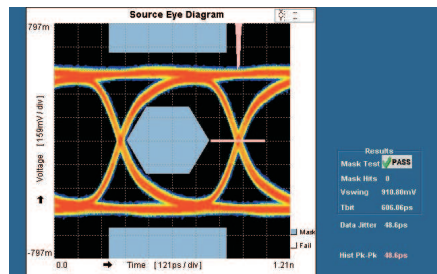 Source Eye Diagram
X: --
Y: --
797m
Voltage [159mV / div]
-797m
0.0
Time [121ps / div]
1.21n
Mask
Fail
Results
Mask Test PASS
Mask Hits 0
Vswing 910.80mV
Tbit 606.06ps
Data Jitter 48.6ps
Hist Pk-Pk 48.6ps